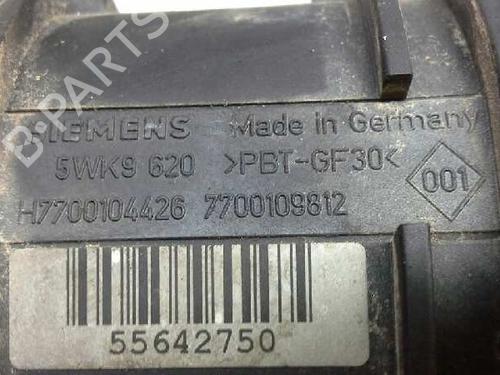 B-PARTS
SIEMENS Made in Germany
5WK9 620 >PBT-GF30<
001
H7700104426 7700109812
55642750